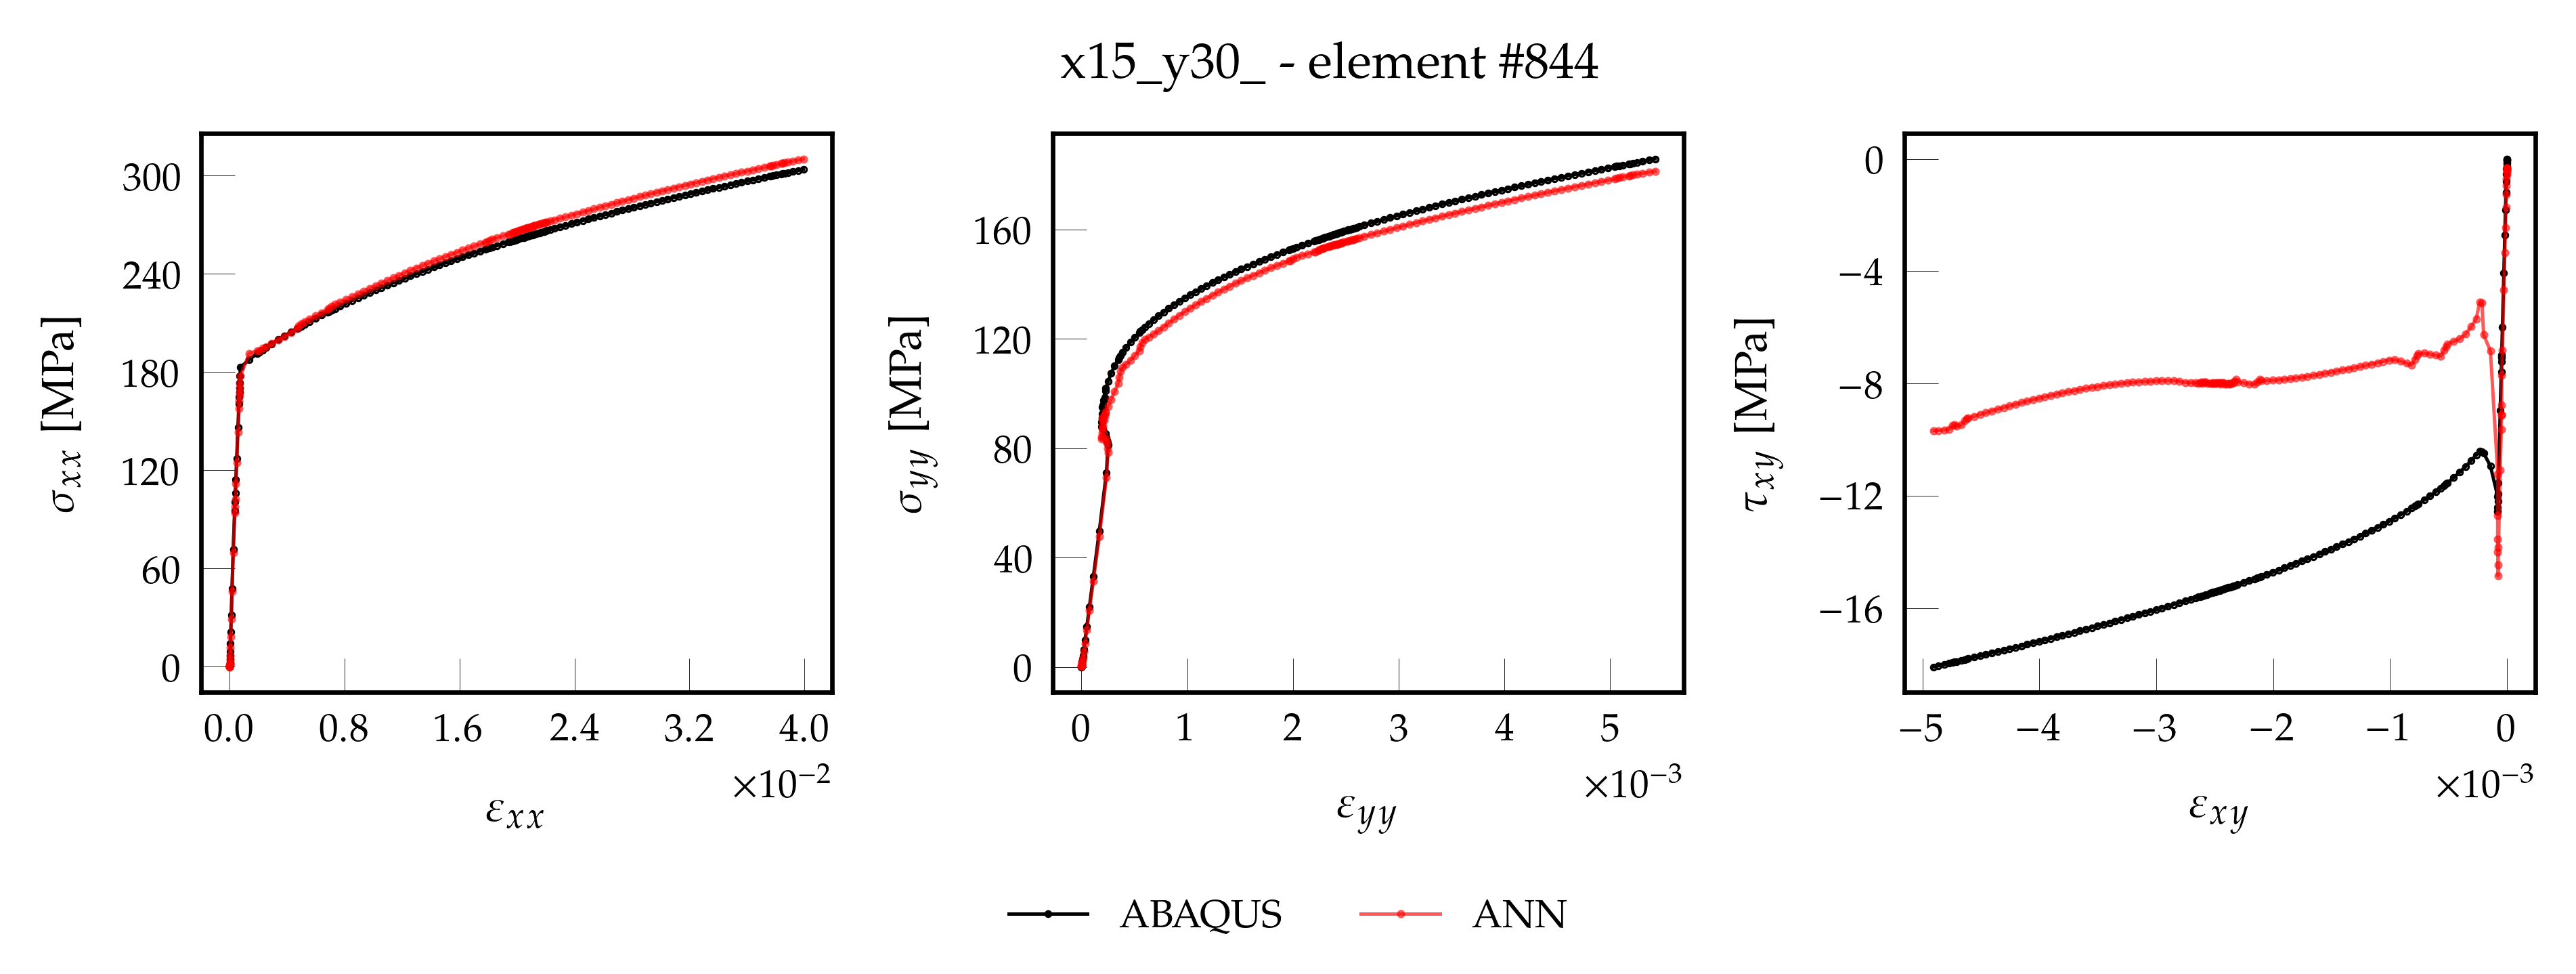 x15_y30_ - element #844
σxx [MPa]
300
240
180
120
60
0
0.0 0.8 1.6 2.4 3.2 4.0
×10−2
εxx
σyy [MPa]
160
120
80
40
0
0 1 2 3 4 5
×10−3
εyy
τxy [MPa]
0
−4
−8
−12
−16
−5 −4 −3 −2 −1 0
×10−3
εxy
ABAQUS ANN